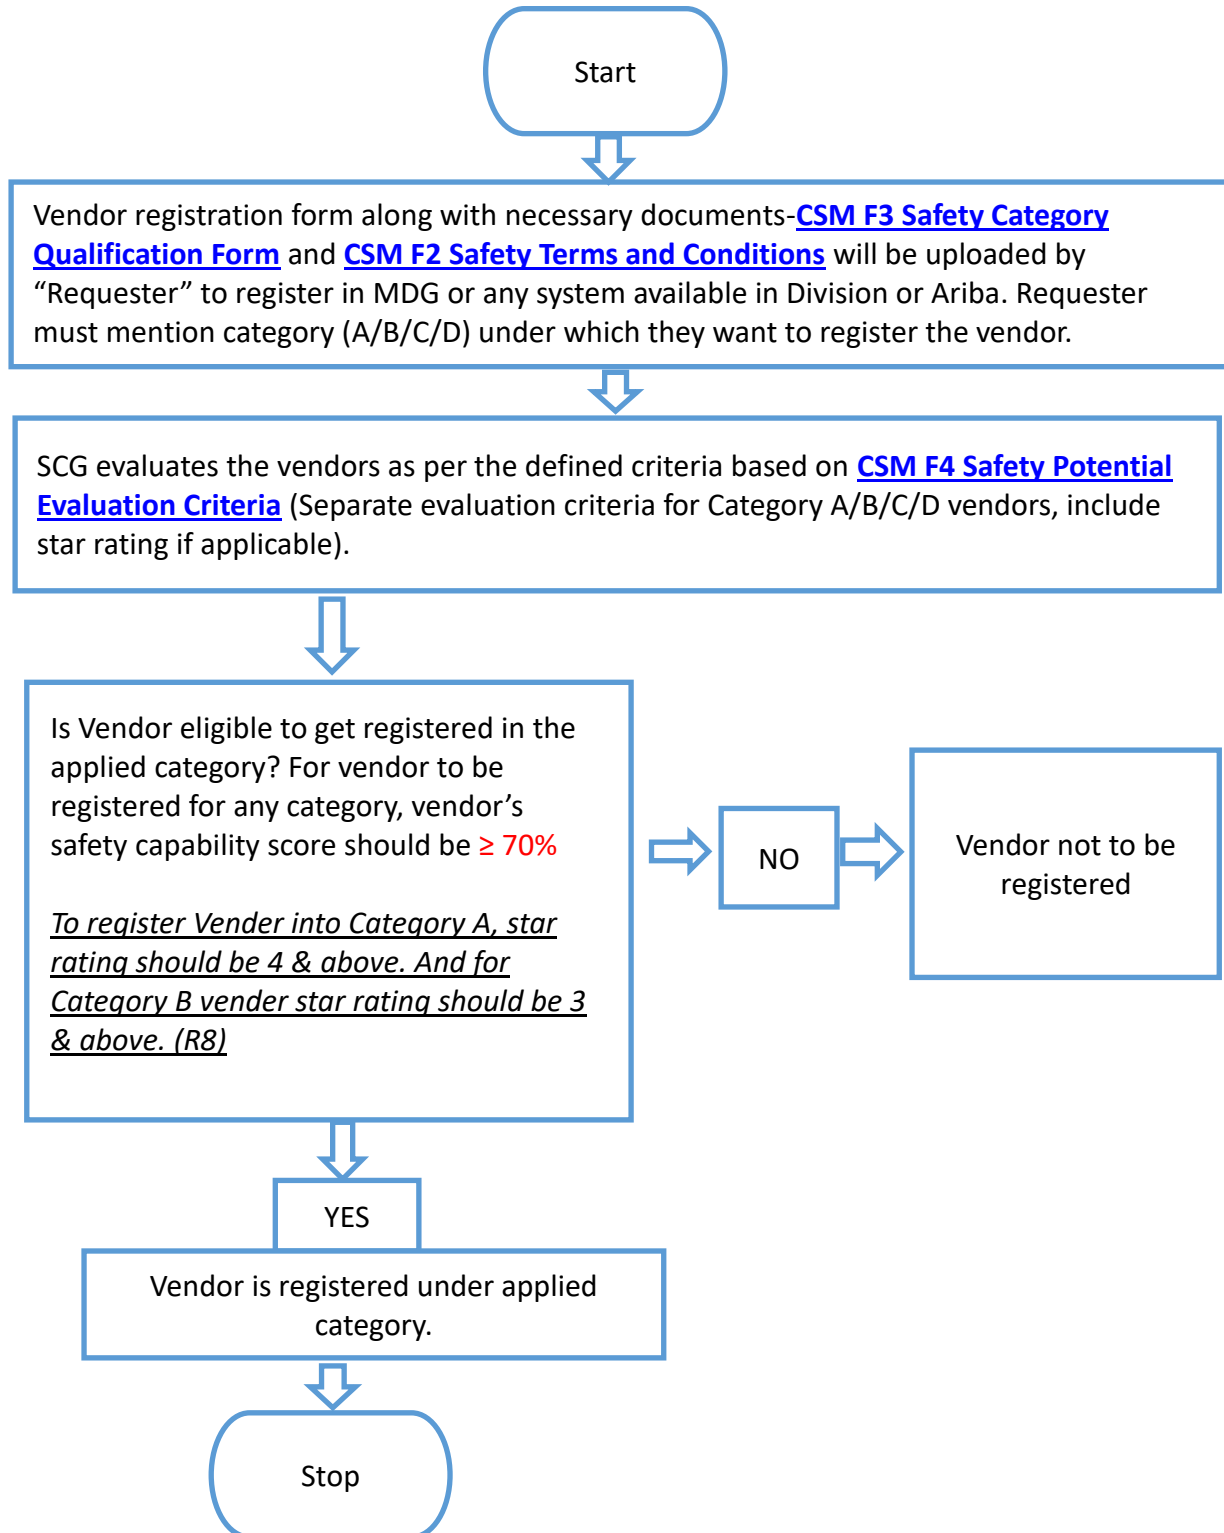 Start
Vendor registration form along with necessary documents-CSM F3 Safety Category
Qualification Form and CSM F2 Safety Terms and Conditions will be uploaded by
“Requester” to register in MDG or any system available in Division or Ariba. Requester
must mention category (A/B/C/D) under which they want to register the vendor.
SCG evaluates the vendors as per the defined criteria based on CSM F4 Safety Potential
Evaluation Criteria (Separate evaluation criteria for Category A/B/C/D vendors, include
star rating if applicable).
Is Vendor eligible to get registered in the
applied category? For vendor to be
registered for any category, vendor’s
safety capability score should be ≥ 70%
To register Vender into Category A, star
rating should be 4 & above. And for
Category B vender star rating should be 3
& above. (R8)
NO
Vendor not to be
registered
YES
Vendor is registered under applied
category.
Stop